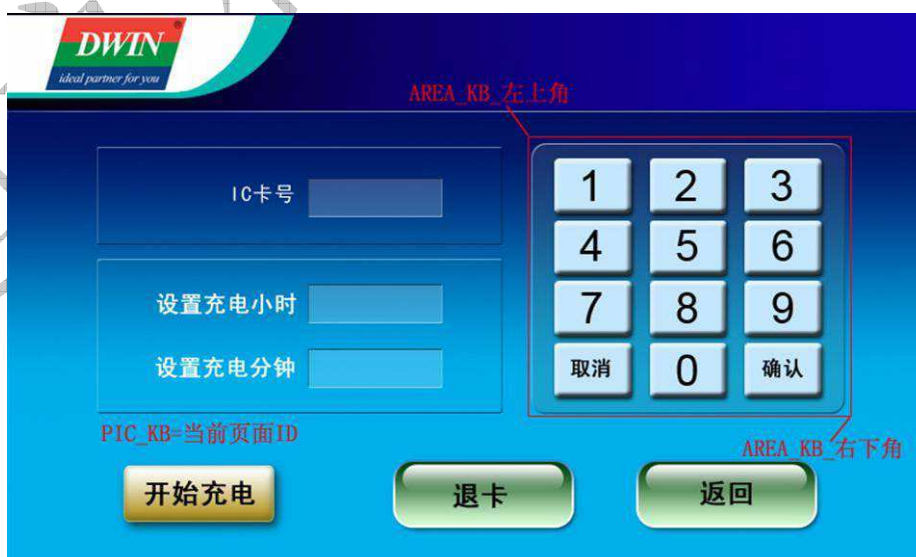 DWIN
®
ideal partner for you
AREA_KB_左上角
IC卡号
1 2 3
4 5 6
设置充电小时
7 8 9
设置充电分钟
取消 0 确认
PIC_KB=当前页面ID
AREA_KB_右下角
开始充电
退卡
返回